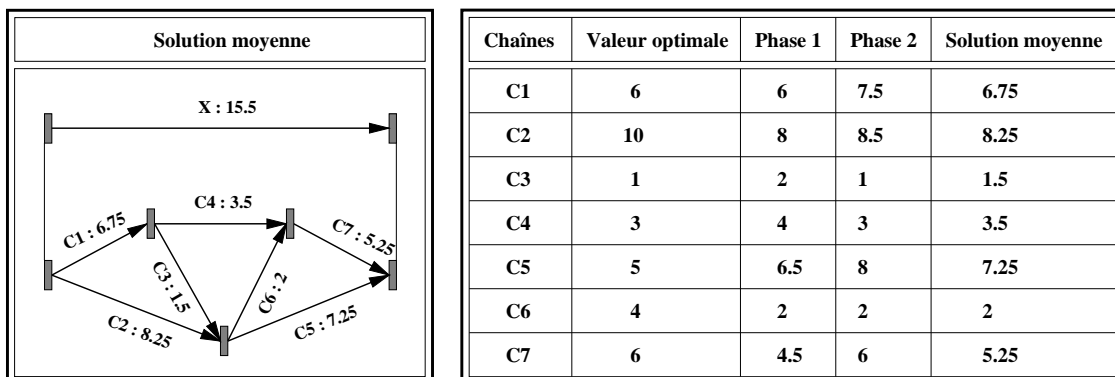 Solution moyenne
X : 15.5
C4 : 3.5
C1 : 6.75
C7 : 5.25
C3 : 1.5
C6 : 2
C2 : 8.25
C5 : 7.25
Chaînes Valeur optimale Phase 1 Phase 2 Solution moyenne
C1 6 6 7.5 6.75
C2 10 8 8.5 8.25
C3 1 2 1 1.5
C4 3 4 3 3.5
C5 5 6.5 8 7.25
C6 4 2 2 2
C7 6 4.5 6 5.25